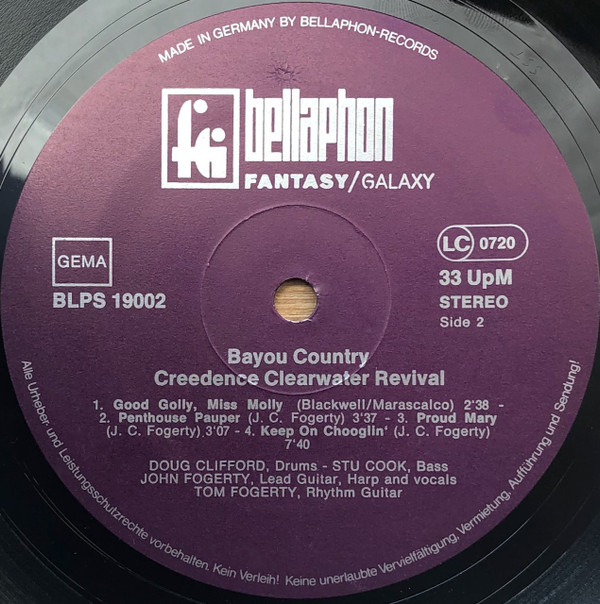 MADE IN GERMANY BY BELLAPHON-RECORDS
fG bellaphon
FANTASY/GALAXY
GEMA
BLPS 19002
LC 0720
33 UpM
STEREO
Side 2
Bayou Country
Creedence Clearwater Revival
1. Good Golly, Miss Molly (Blackwell/Marascalco) 2'38 -
2. Penthouse Pauper (J. C. Fogerty) 3'37 - 3. Proud Mary
(J. C. Fogerty) 3'07 - 4. Keep On Chooglin' (J. C. Fogerty)
7'40
DOUG CLIFFORD, Drums - STU COOK, Bass
JOHN FOGERTY, Lead Guitar, Harp and vocals
TOM FOGERTY, Rhythm Guitar
Alle Urheber- und Leistungsschutzrechte vorbehalten. Kein Verleih! Keine unerlaubte Vervielfältigung, Vermietung, Aufführung und Sendung!